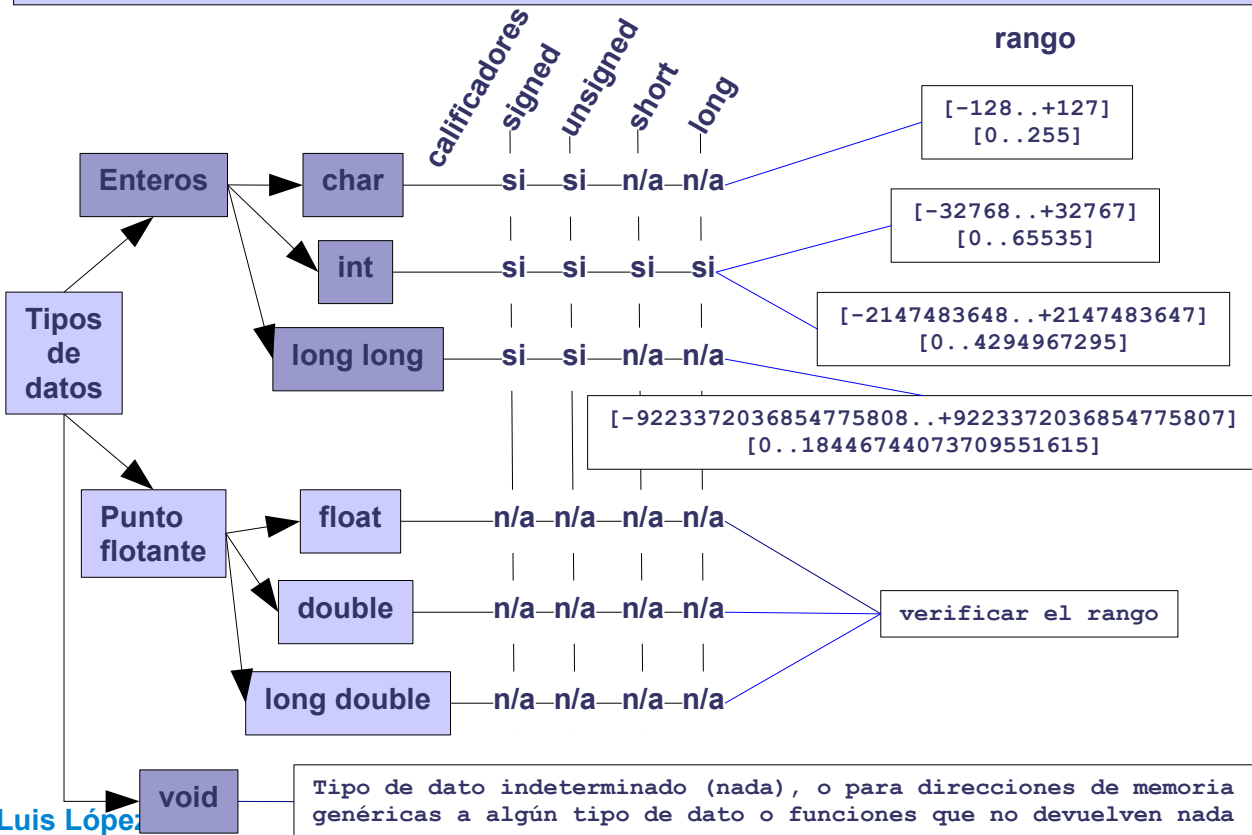 calificadores
signed
unsigned
short
long
rango
Enteros
char
si si n/a n/a
[-128..+127]
[0..255]
int
si si si si
[-32768..+32767]
[0..65535]
[-2147483648..+2147483647]
[0..4294967295]
Tipos
de
datos
long long
si si n/a n/a
[-9223372036854775808..+9223372036854775807]
[0..18446744073709551615]
Punto
flotante
float
n/a n/a n/a n/a
double
n/a n/a n/a n/a
verificar el rango
long double
n/a n/a n/a n/a
void
Tipo de dato indeterminado (nada), o para direcciones de memoria
genéricas a algún tipo de dato o funciones que no devuelven nada
Luis López